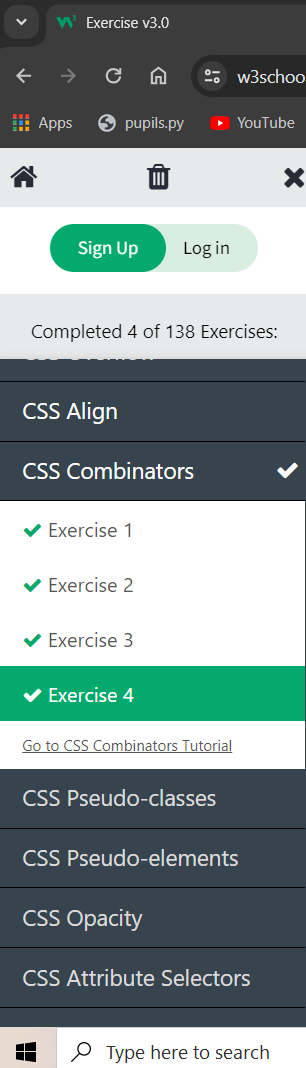 Exercise v3.0
w3schoo
Apps
pupils.py
YouTube
Sign Up
Log in
Completed 4 of 138 Exercises:
CSS Align
CSS Combinators
Exercise 1
Exercise 2
Exercise 3
Exercise 4
Go to CSS Combinators Tutorial
CSS Pseudo-classes
CSS Pseudo-elements
CSS Opacity
CSS Attribute Selectors
Type here to search